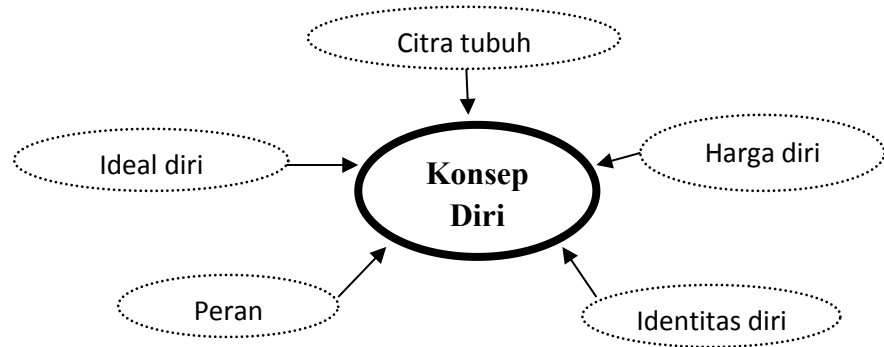 Citra tubuh
Ideal diri
Konsep
Diri
Harga diri
Peran
Identitas diri